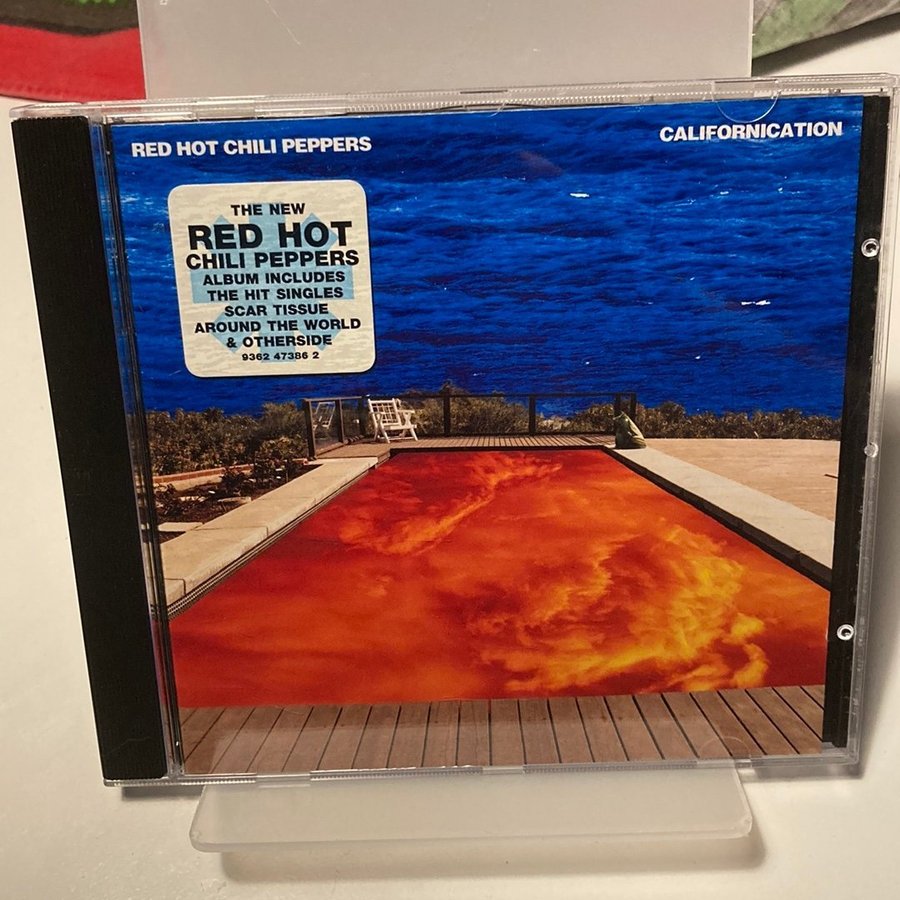 RED HOT CHILI PEPPERS
CALIFORNICATION
THE NEW
RED HOT
CHILI PEPPERS
ALBUM INCLUDES
THE HIT SINGLES
SCAR TISSUE
AROUND THE WORLD
& OTHERSIDE
9362 47386 2